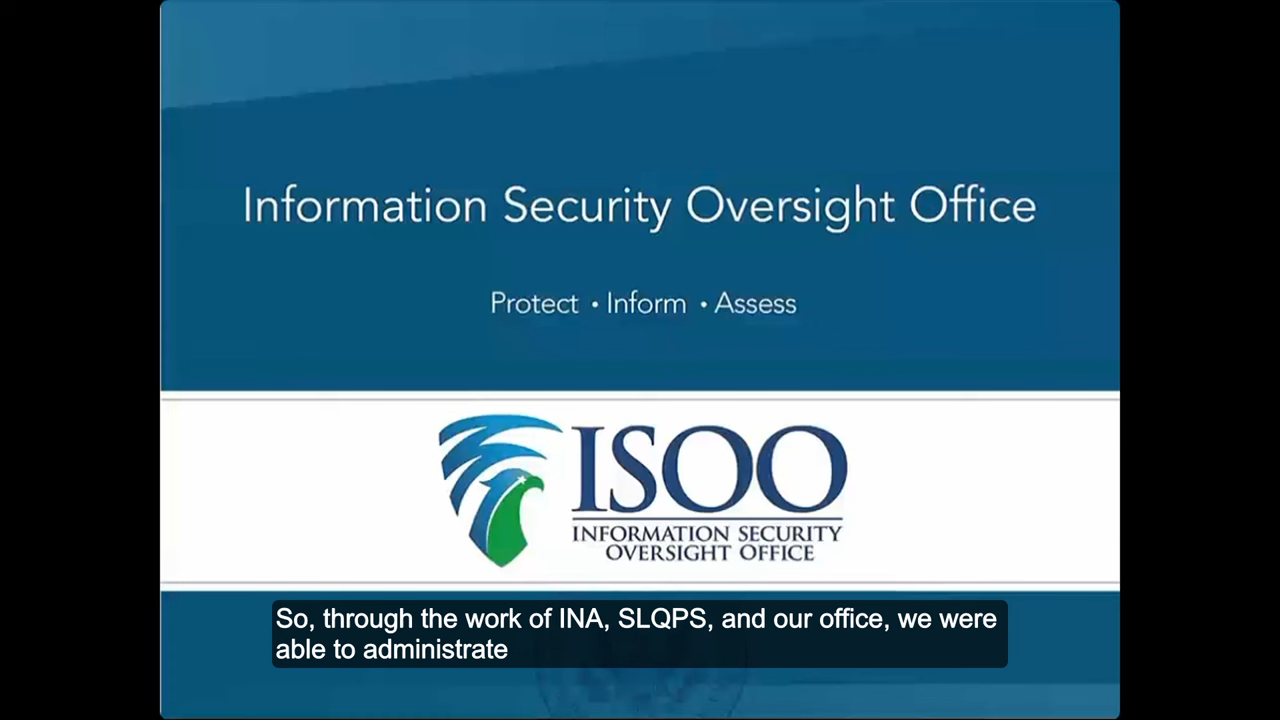 Information Security Oversight Office
Protect • Inform • Assess
ISOO
INFORMATION SECURITY
OVERSIGHT OFFICE
So, through the work of INA, SLQPS, and our office, we were
able to administrate